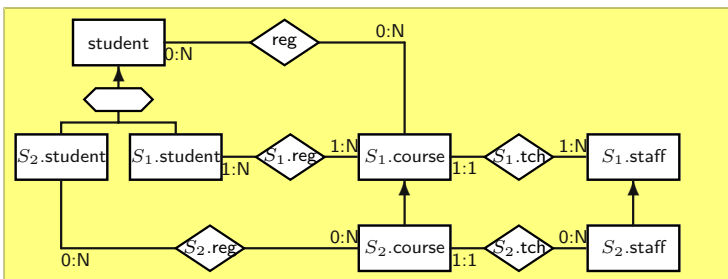 student
0:N
reg
0:N
S₂.student
S₁.student
1:N
S₁.reg
1:N
S₁.course
1:1
S₁.tch
1:N
S₁.staff
0:N
S₂.reg
0:N
S₂.course
1:1
S₂.tch
0:N
S₂.staff